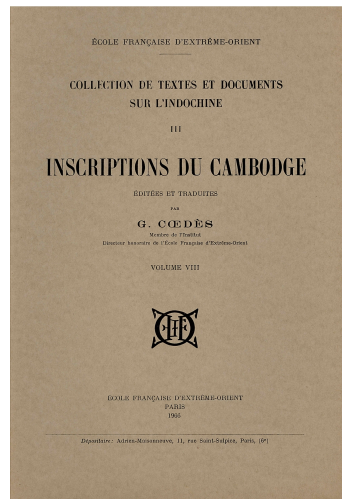 ÉCOLE FRANÇAISE D'EXTRÊME-ORIENT
COLLECTION DE TEXTES ET DOCUMENTS
SUR L'INDOCHINE
III
INSCRIPTIONS DU CAMBODGE
ÉDITÉES ET TRADUITES
PAR
G. CŒDÈS
Membre de l'Institut
Directeur honoraire de l'École Française d'Extrême-Orient
VOLUME VIII
ÉCOLE FRANÇAISE D'EXTRÊME-ORIENT
PARIS
1966
Dépositaire : Adrien-Maisonneuve, 11, rue Saint-Sulpice, Paris, (6e)